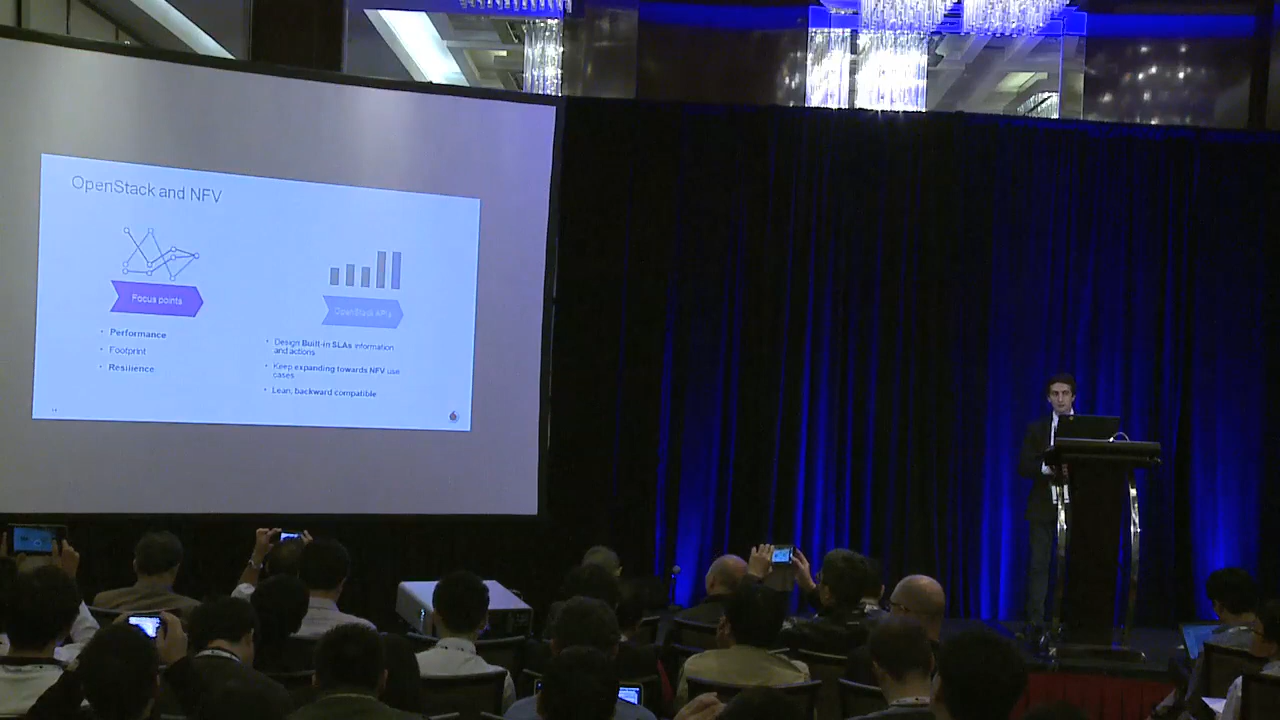 OpenStack and NFV
Focus points
OpenStack APIs
• Performance
• Footprint
• Resilience
• Design Built-in SLAs information
and actions
• Keep expanding towards NFV use
cases
• Lean, backward compatible